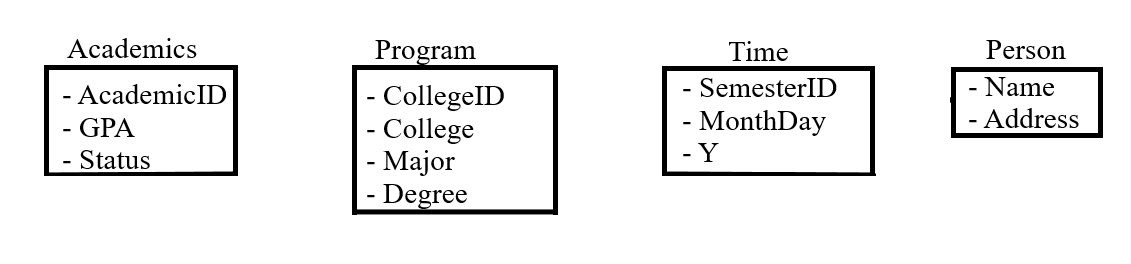 Academics
- AcademicID
- GPA
- Status
Program
- CollegeID
- College
- Major
- Degree
Time
- SemesterID
- MonthDay
- Y
Person
- Name
- Address